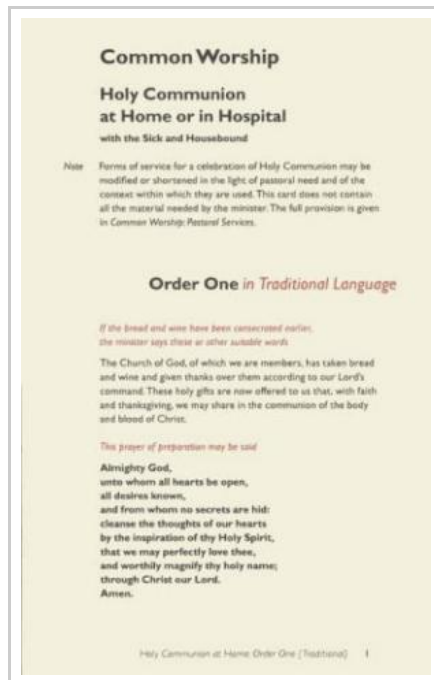 Common Worship
Holy Communion
at Home or in Hospital
with the Sick and Housebound
Note Forms of service for a celebration of Holy Communion may be
modified or shortened in the light of pastoral need and of the
context within which they are used. This card does not contain
all the material needed by the minister. The full provision is given
in Common Worship: Pastoral Services.
Order One in Traditional Language
If the bread and wine have been consecrated earlier,
the minister says these or other suitable words
The Church of God, of which we are members, has taken bread
and wine and given thanks over them according to our Lord's
command. These holy gifts are now offered to us that, with faith
and thanksgiving, we may share in the communion of the body
and blood of Christ.
This prayer of preparation may be said
Almighty God,
unto whom all hearts be open,
all desires known,
and from whom no secrets are hid:
cleanse the thoughts of our hearts
by the inspiration of thy Holy Spirit,
that we may perfectly love thee,
and worthily magnify thy holy name;
through Christ our Lord.
Amen.
Holy Communion at Home: Order One (Traditional) 1